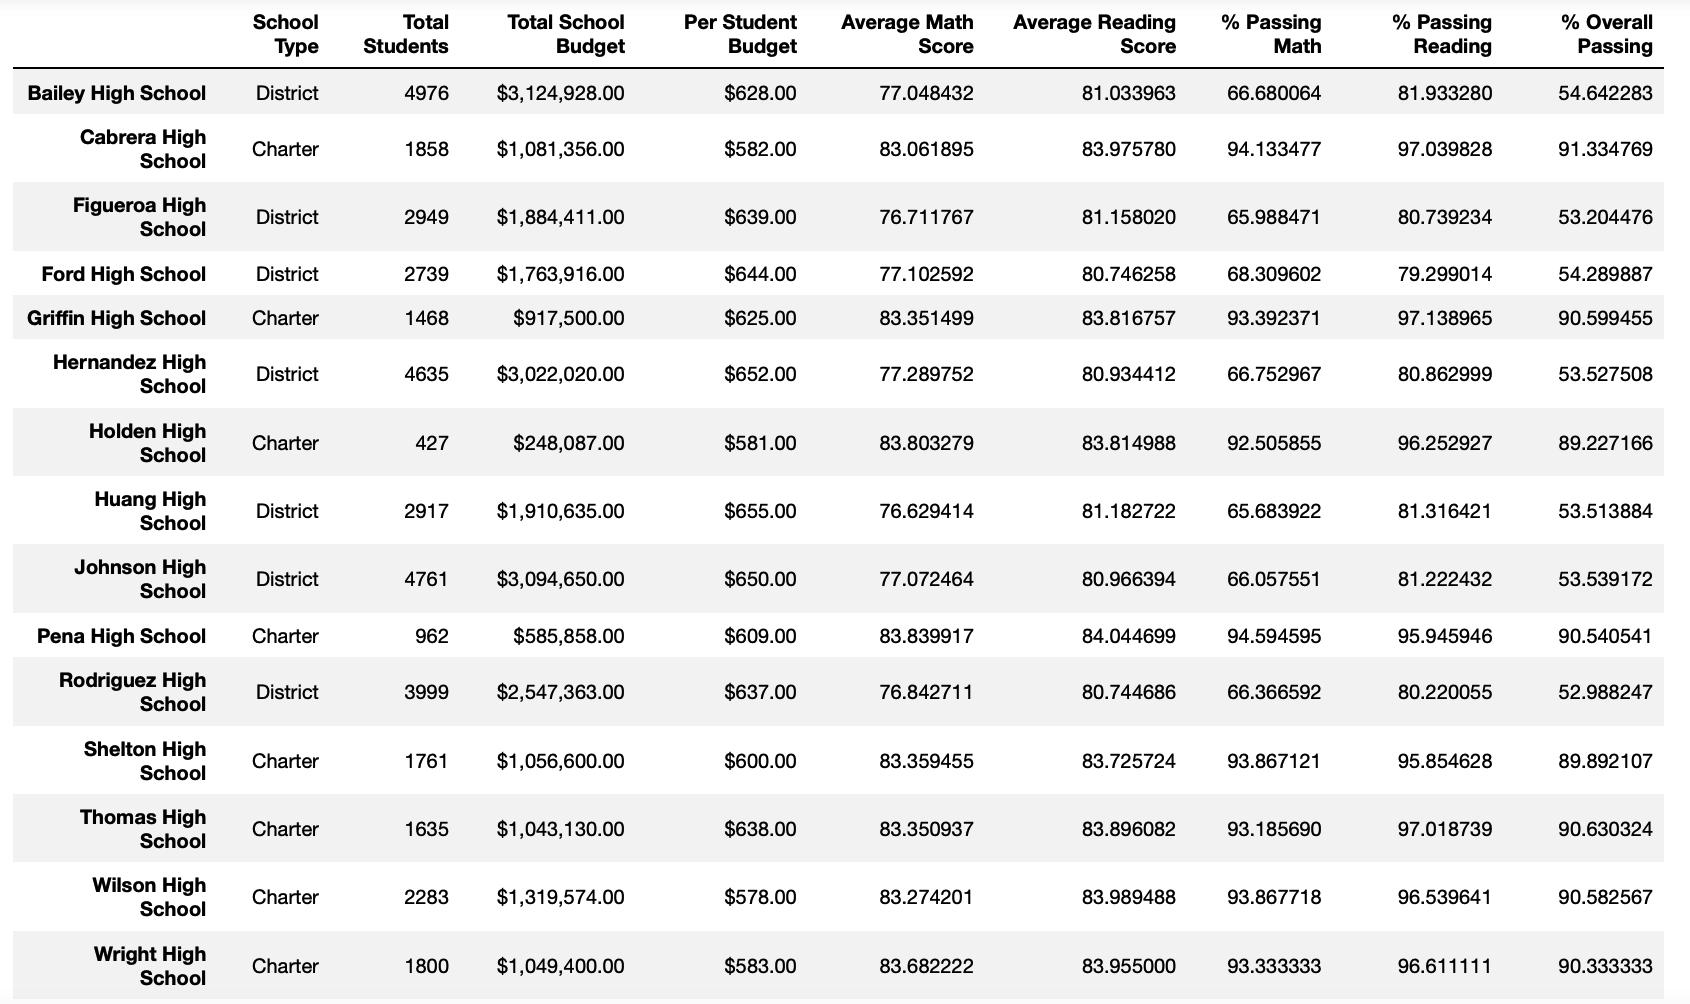 School Type Total Students Total School Budget Per Student Budget Average Math Score Average Reading Score % Passing Math % Passing Reading % Overall Passing
Bailey High School District 4976 $3,124,928.00 $628.00 77.048432 81.033963 66.680064 81.933280 54.642283
Cabrera High School Charter 1858 $1,081,356.00 $582.00 83.061895 83.975780 94.133477 97.039828 91.334769
Figueroa High School District 2949 $1,884,411.00 $639.00 76.711767 81.158020 65.988471 80.739234 53.204476
Ford High School District 2739 $1,763,916.00 $644.00 77.102592 80.746258 68.309602 79.299014 54.289887
Griffin High School Charter 1468 $917,500.00 $625.00 83.351499 83.816757 93.392371 97.138965 90.599455
Hernandez High School District 4635 $3,022,020.00 $652.00 77.289752 80.934412 66.752967 80.862999 53.527508
Holden High School Charter 427 $248,087.00 $581.00 83.803279 83.814988 92.505855 96.252927 89.227166
Huang High School District 2917 $1,910,635.00 $655.00 76.629414 81.182722 65.683922 81.316421 53.513884
Johnson High School District 4761 $3,094,650.00 $650.00 77.072464 80.966394 66.057551 81.222432 53.539172
Pena High School Charter 962 $585,858.00 $609.00 83.839917 84.044699 94.594595 95.945946 90.540541
Rodriguez High School District 3999 $2,547,363.00 $637.00 76.842711 80.744686 66.366592 80.220055 52.988247
Shelton High School Charter 1761 $1,056,600.00 $600.00 83.359455 83.725724 93.867121 95.854628 89.892107
Thomas High School Charter 1635 $1,043,130.00 $638.00 83.350937 83.896082 93.185690 97.018739 90.630324
Wilson High School Charter 2283 $1,319,574.00 $578.00 83.274201 83.989488 93.867718 96.539641 90.582567
Wright High School Charter 1800 $1,049,400.00 $583.00 83.682222 83.955000 93.333333 96.611111 90.333333